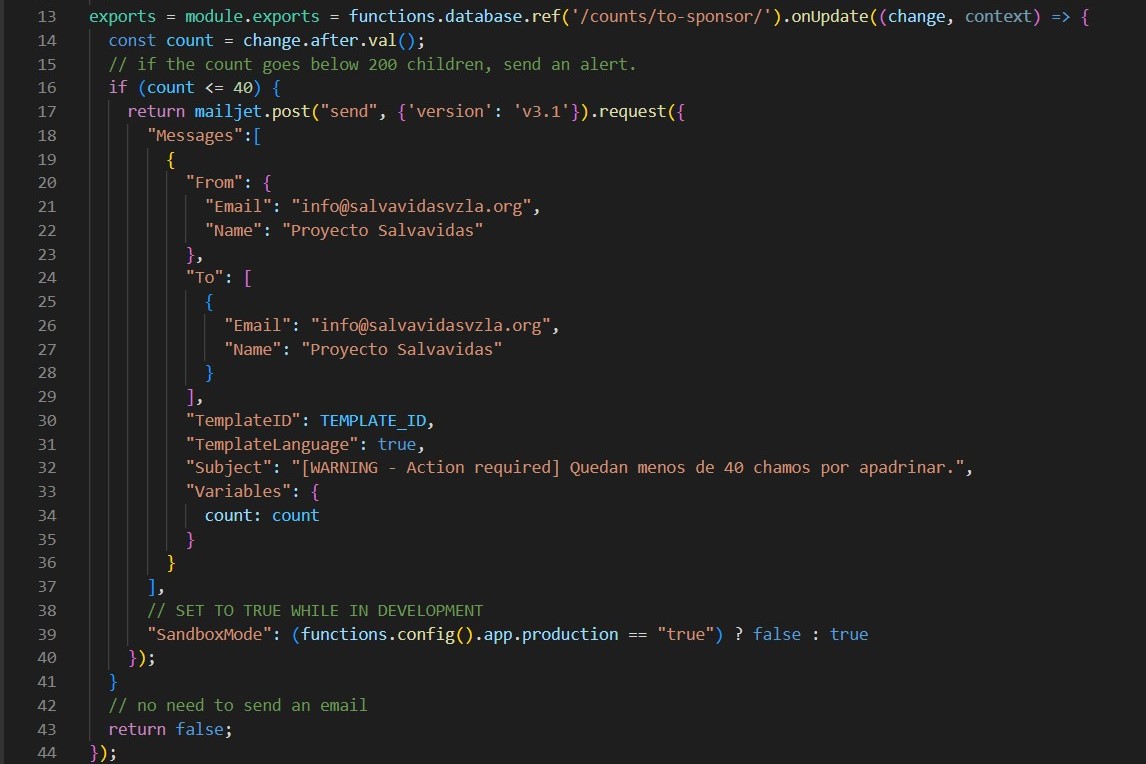 13 exports = module.exports = functions.database.ref('/counts/to-sponsor/').onUpdate((change, context) => {
14   const count = change.after.val();
15   // if the count goes below 200 children, send an alert.
16   if (count <= 40) {
17     return mailjet.post("send", {'version': 'v3.1'}).request({
18       "Messages":[
19         {
20           "From": {
21             "Email": "info@salvavidasvzla.org",
22             "Name": "Proyecto Salvavidas"
23           },
24           "To": [
25             {
26               "Email": "info@salvavidasvzla.org",
27               "Name": "Proyecto Salvavidas"
28             }
29           ],
30           "TemplateID": TEMPLATE_ID,
31           "TemplateLanguage": true,
32           "Subject": "[WARNING - Action required] Quedan menos de 40 chamos por apadrinar.",
33           "Variables": {
34             count: count
35           }
36         }
37       ],
38       // SET TO TRUE WHILE IN DEVELOPMENT
39       "SandboxMode": (functions.config().app.production == "true") ? false : true
40     });
41   }
42   // no need to send an email
43   return false;
44 });